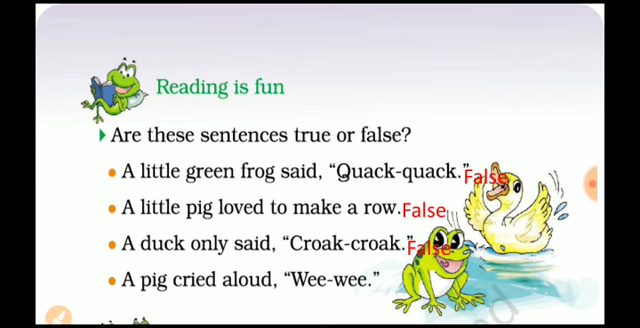 Reading is fun
Are these sentences true or false?
• A little green frog said, “Quack-quack.” False
• A little pig loved to make a row. False
• A duck only said, “Croak-croak.” False
• A pig cried aloud, “Wee-wee.”